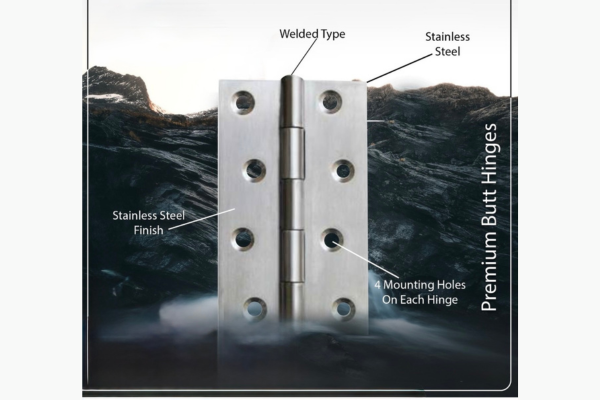 Welded Type
Stainless
Steel
Stainless Steel
Finish
4 Mounting Holes
On Each Hinge
Premium Butt Hinges